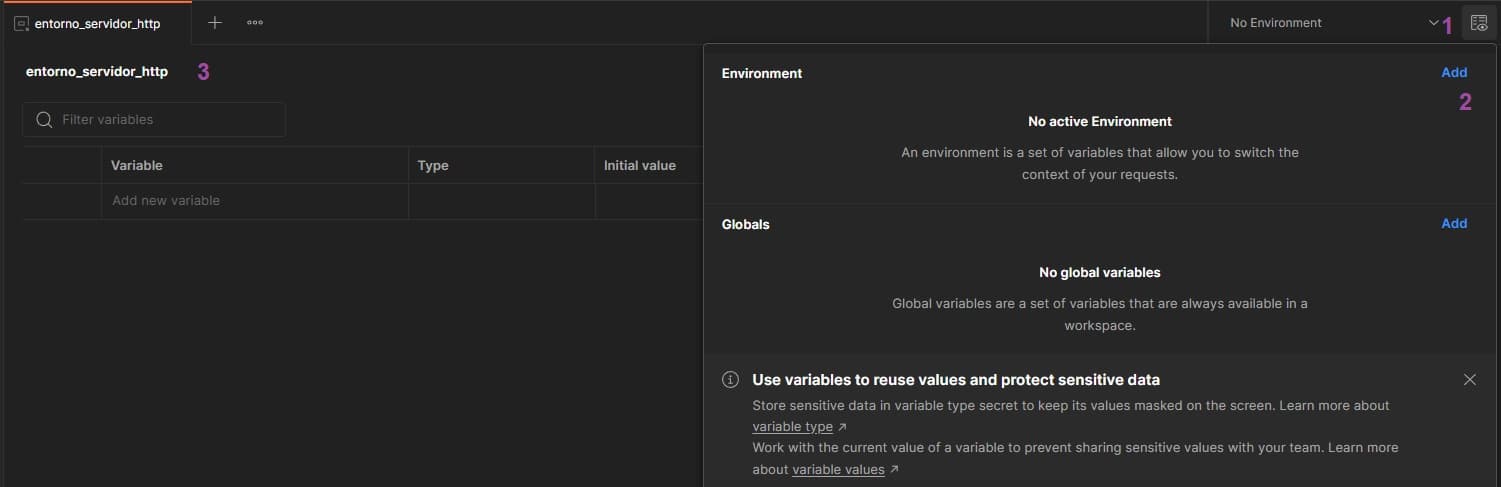 entorno_servidor_http
No Environment
1
entorno_servidor_http
3
Environment
Add
2
Filter variables
No active Environment
An environment is a set of variables that allow you to switch the
context of your requests.
Variable
Type
Initial value
Add new variable
Globals
Add
No global variables
Global variables are a set of variables that are always available in a
workspace.
Use variables to reuse values and protect sensitive data
Store sensitive data in variable type secret to keep its values masked on the screen. Learn more about
variable type ↗
Work with the current value of a variable to prevent sharing sensitive values with your team. Learn more
about variable values ↗